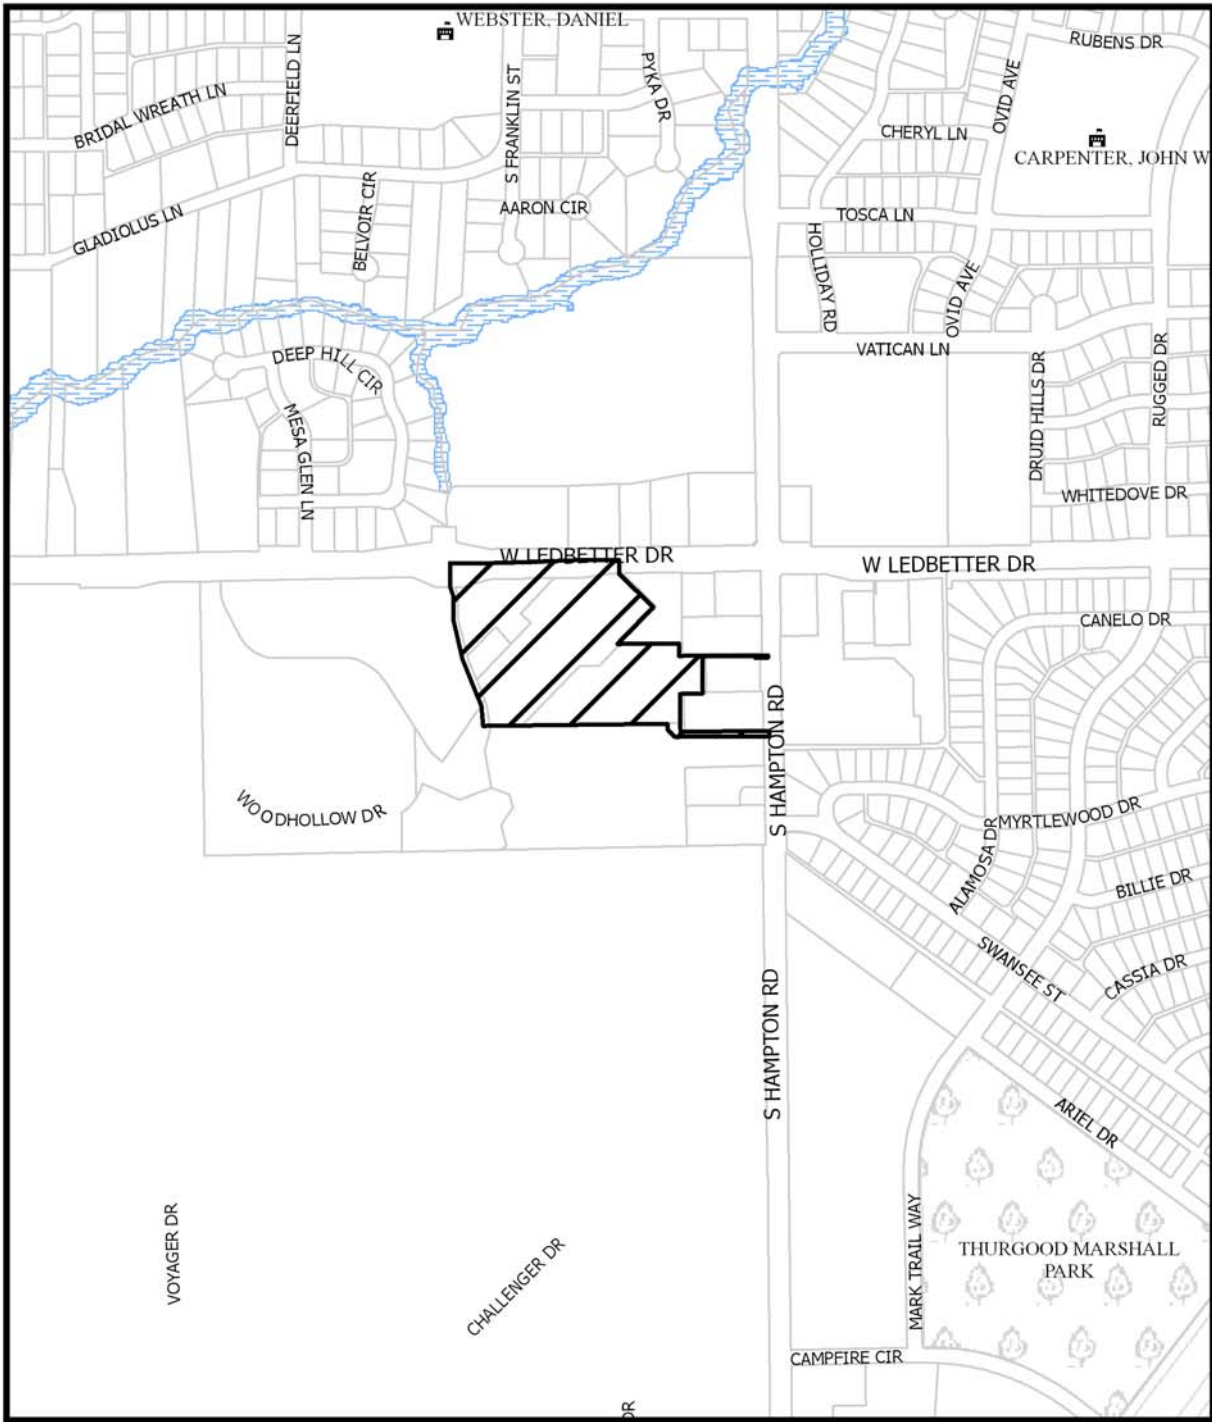 WEBSTER, DANIEL
RUBENS DR
DEERFIELD LN
BRIDAL WREATH LN
S FRANKLIN ST
PYKA DR
OVID AVE
CHERYL LN
CARPENTER, JOHN W
GLADIOLUS LN
BELVOIR CIR
AARON CIR
TOSCA LN
HOLLIDAY RD
OVID AVE
VATICAN LN
DEEP HILL CIR
MESA GLEN LN
DRUID HILLS DR
RUGGED DR
WHITEDOVE DR
W LEDBETTER DR
W LEDBETTER DR
CANELO DR
S HAMPTON RD
WOODHOLLOW DR
MYRTLEWOOD DR
ALAMOSA DR
BILLIE DR
SWANSEE ST
CASSIA DR
S HAMPTON RD
ARIEL DR
VOYAGER DR
CHALLENGER DR
MARK TRAIL WAY
THURGOOD MARSHALL
PARK
CAMPFIRE CIR
DR